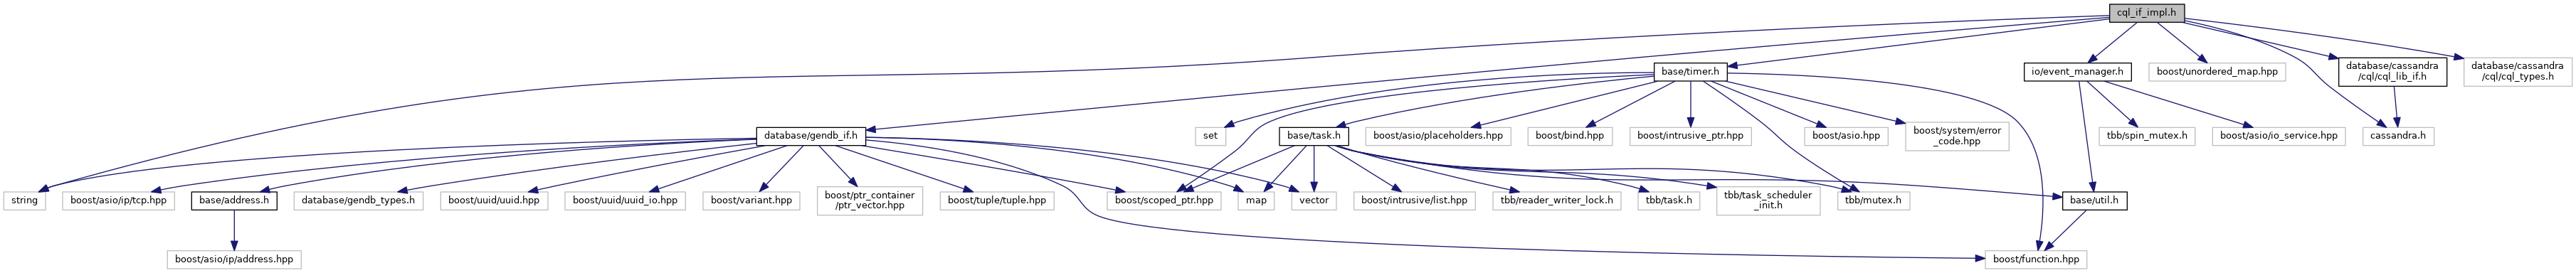 cql_if_impl.h
base/timer.h
io/event_manager.h
boost/unordered_map.hpp
database/cassandra
/cql/cql_lib_if.h
database/cassandra
/cql/cql_types.h
database/gendb_if.h
set
base/task.h
boost/asio/placeholders.hpp
boost/bind.hpp
boost/intrusive_ptr.hpp
boost/asio.hpp
boost/system/error
_code.hpp
tbb/spin_mutex.h
boost/asio/io_service.hpp
cassandra.h
string
boost/asio/ip/tcp.hpp
base/address.h
database/gendb_types.h
boost/uuid/uuid.hpp
boost/uuid/uuid_io.hpp
boost/variant.hpp
boost/ptr_container
/ptr_vector.hpp
boost/tuple/tuple.hpp
boost/scoped_ptr.hpp
map
vector
boost/intrusive/list.hpp
tbb/reader_writer_lock.h
tbb/task.h
tbb/task_scheduler
_init.h
tbb/mutex.h
base/util.h
boost/asio/ip/address.hpp
boost/function.hpp